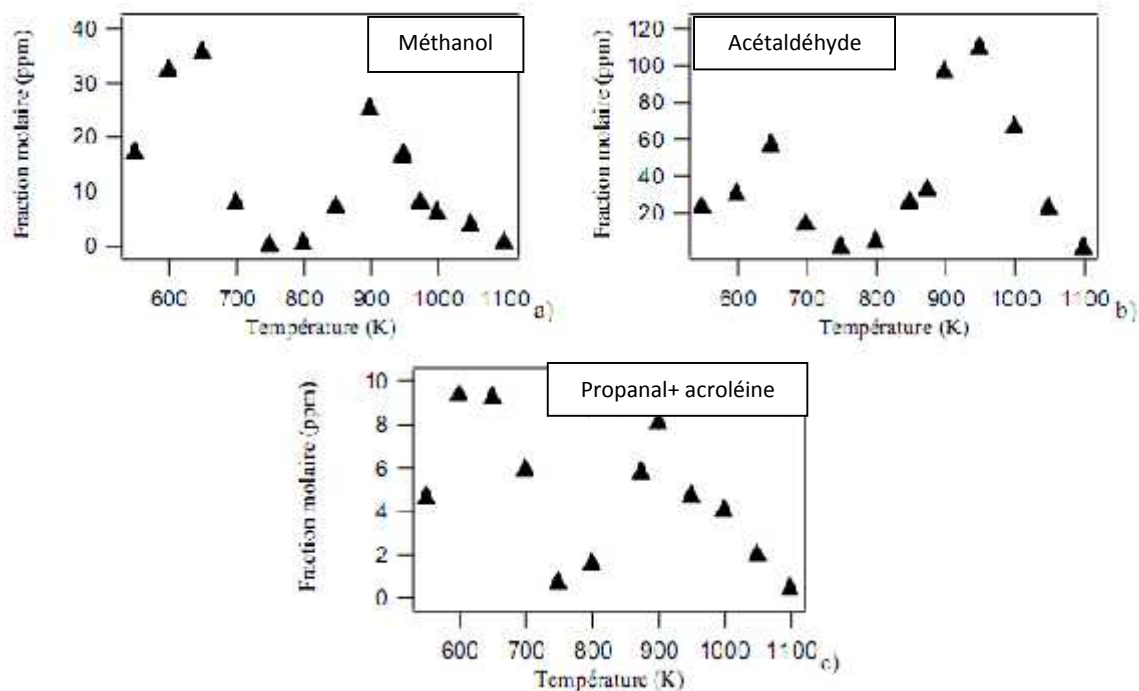 Méthanol
Fraction molaire (ppm)
40
30
20
10
0
600 700 800 900 1000 1100
Température (K)
a)
Acétaldéhyde
Fraction molaire (ppm)
120
100
80
60
40
20
600 700 800 900 1000 1100
Température (K)
b)
Propanal+ acroléine
Fraction molaire (ppm)
10
8
6
4
2
0
600 700 800 900 1000 1100
Température (K)
c)